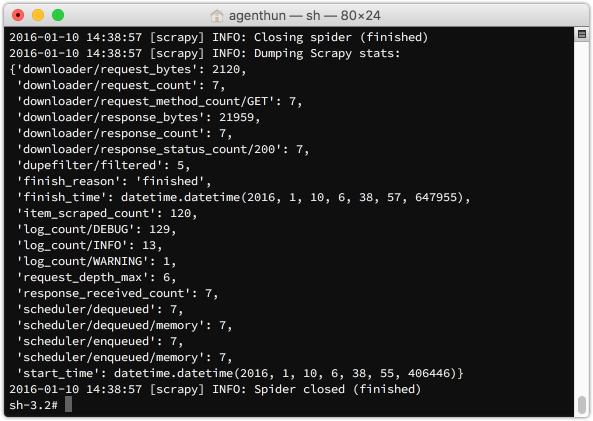 agenthun — sh — 80×24
2016-01-10 14:38:57 [scrapy] INFO: Closing spider (finished)
2016-01-10 14:38:57 [scrapy] INFO: Dumping Scrapy stats:
{'downloader/request_bytes': 2120,
 'downloader/request_count': 7,
 'downloader/request_method_count/GET': 7,
 'downloader/response_bytes': 21959,
 'downloader/response_count': 7,
 'downloader/response_status_count/200': 7,
 'dupefilter/filtered': 5,
 'finish_reason': 'finished',
 'finish_time': datetime.datetime(2016, 1, 10, 6, 38, 57, 647955),
 'item_scraped_count': 120,
 'log_count/DEBUG': 129,
 'log_count/INFO': 13,
 'log_count/WARNING': 1,
 'request_depth_max': 6,
 'response_received_count': 7,
 'scheduler/dequeued': 7,
 'scheduler/dequeued/memory': 7,
 'scheduler/enqueued': 7,
 'scheduler/enqueued/memory': 7,
 'start_time': datetime.datetime(2016, 1, 10, 6, 38, 55, 406446)}
2016-01-10 14:38:57 [scrapy] INFO: Spider closed (finished)
sh-3.2#